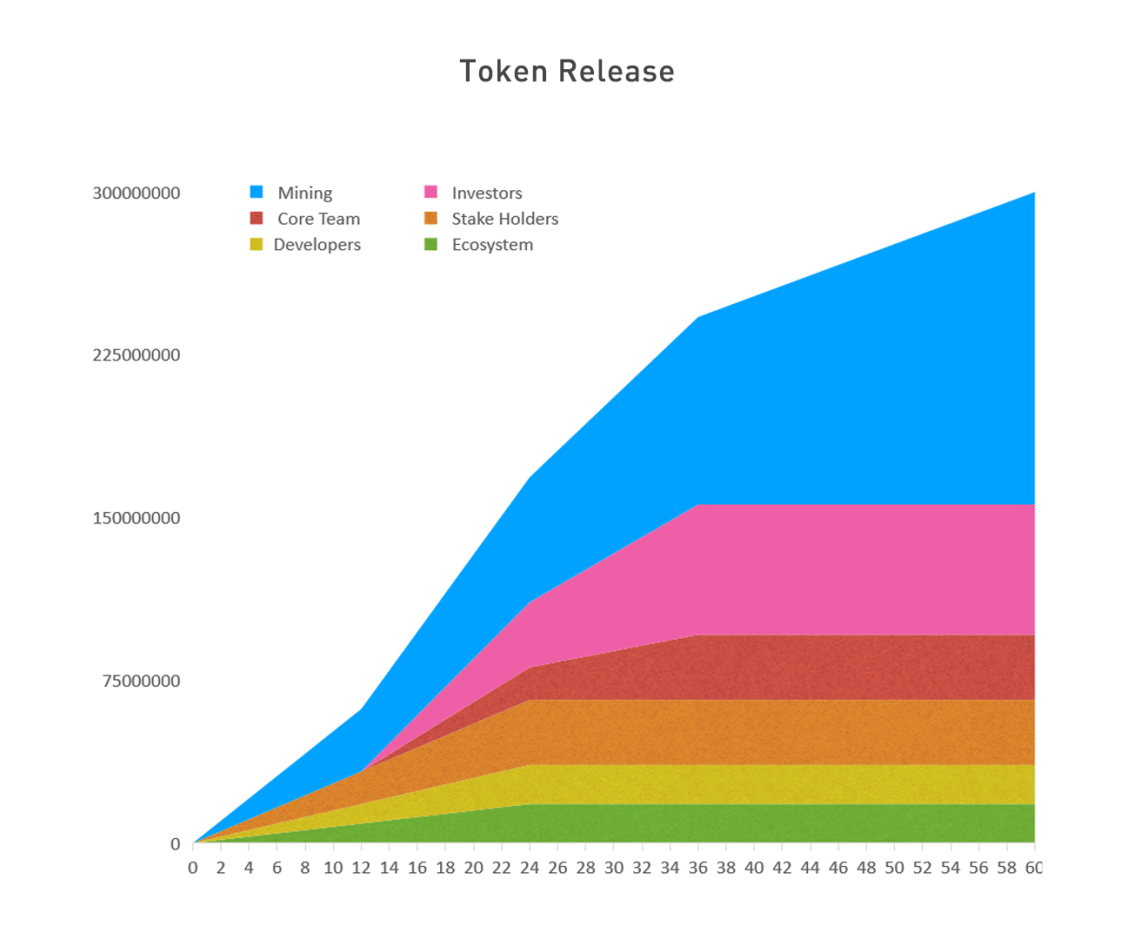 Token Release
300000000
Mining Investors
Core Team Stake Holders
Developers Ecosystem
225000000
150000000
75000000
0
0 2 4 6 8 10 12 14 16 18 20 22 24 26 28 30 32 34 36 38 40 42 44 46 48 50 52 54 56 58 60